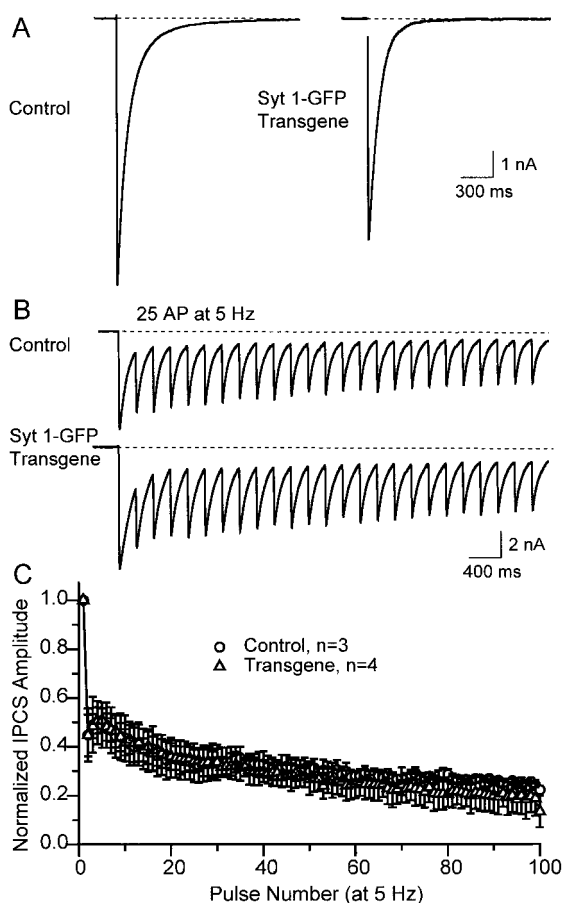 A
Control
Syt 1-GFP
Transgene
1 nA
300 ms
B
25 AP at 5 Hz
Control
Syt 1-GFP
Transgene
2 nA
400 ms
C
Normalized IPCS Amplitude
1.0
0.8
0.6
0.4
0.2
0.0
Control, n=3
Transgene, n=4
0
20
40
60
80
100
Pulse Number (at 5 Hz)